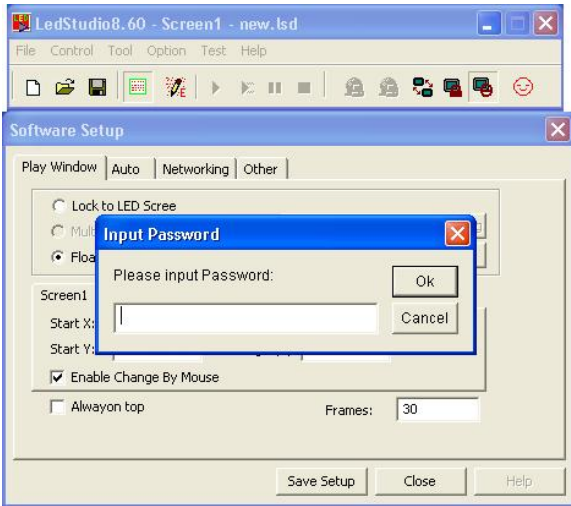 LedStudio8.60 - Screen1 - new.lsd
File Control Tool Option Test Help
Software Setup
Play Window Auto Networking Other
Lock to LED Scree
Input Password
Please input Password:
Ok
Cancel
Screen1
Start X:
Start Y:
Enable Change By Mouse
Alwayon top
Frames: 30
Save Setup Close Help